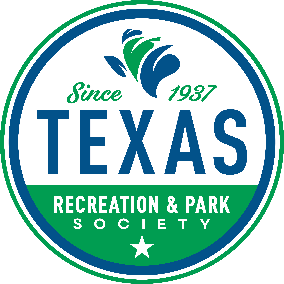 Since 1937
TEXAS
RECREATION & PARK
SOCIETY